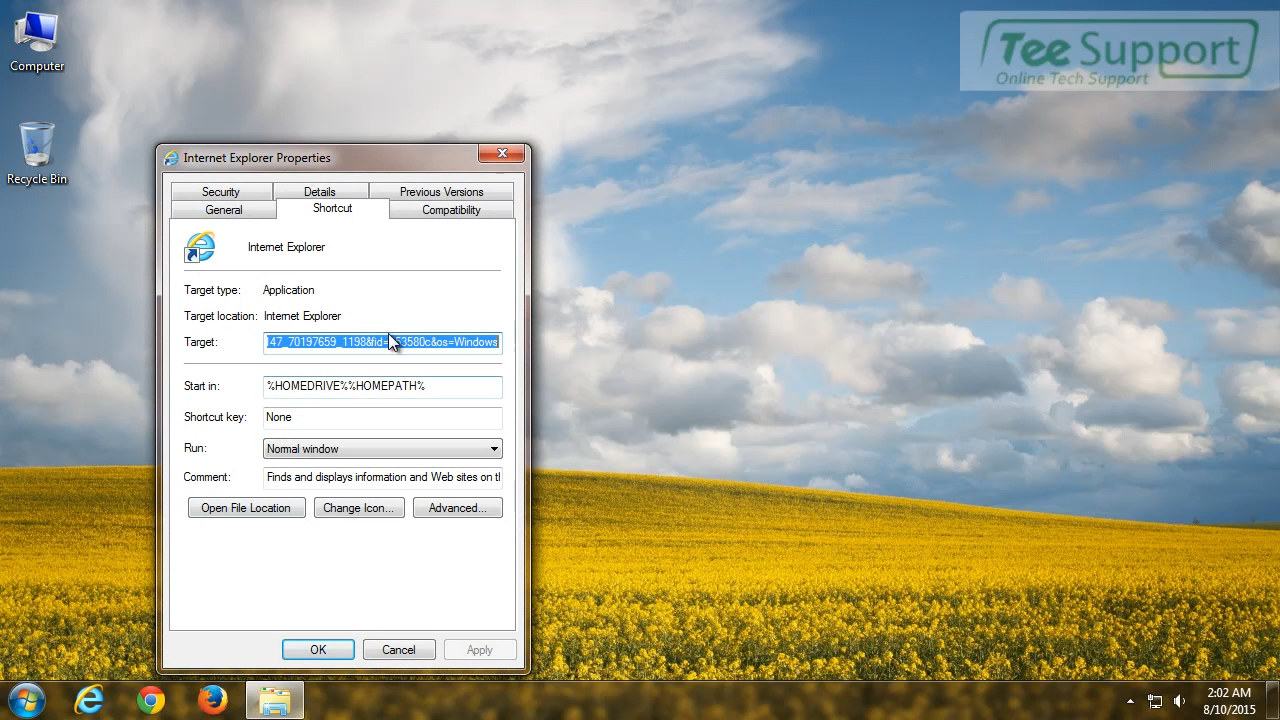 Computer
Recycle Bin
Tee Support
Online Tech Support
Internet Explorer Properties
Security
Details
Previous Versions
General
Shortcut
Compatibility
Internet Explorer
Target type:
Application
Target location:
Internet Explorer
Target:
147_70197659_1198&fid= 3580c&os=Windows
Start in:
%HOMEDRIVE%%HOMEPATH%
Shortcut key:
None
Run:
Normal window
Comment:
Finds and displays information and Web sites on tl
Open File Location
Change Icon...
Advanced...
OK
Cancel
Apply
2:02 AM
8/10/2015